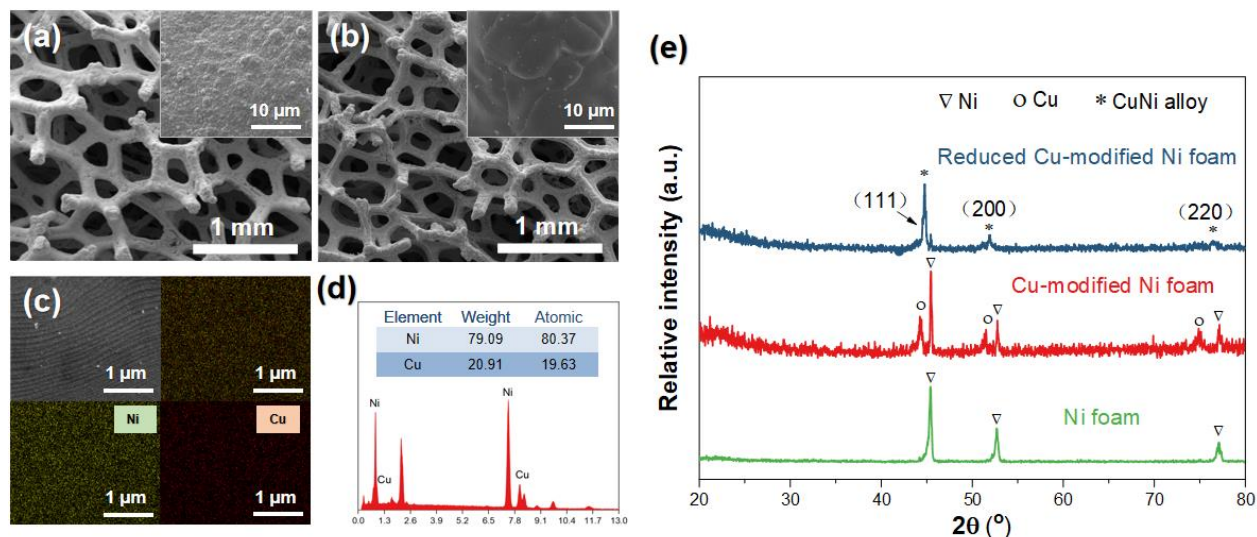 (a)
10 μm
1 mm
(b)
10 μm
1 mm
(c)
1 μm
1 μm
Ni
1 μm
Cu
1 μm
(d)
Element Weight Atomic
Ni 79.09 80.37
Cu 20.91 19.63
Ni
Cu
Ni
Cu
0.0 1.3 2.6 3.9 5.2 6.5 7.8 9.1 10.4 11.7 13.0
(e)
Relative intensity (a.u.)
▽ Ni ○ Cu * CuNi alloy
Reduced Cu-modified Ni foam
*
(111)
(200)
*
(220)
*
Cu-modified Ni foam
○ ▽ ○ ▽ ○ ▽
Ni foam
▽ ▽ ▽
20 30 40 50 60 70 80
2θ (°)